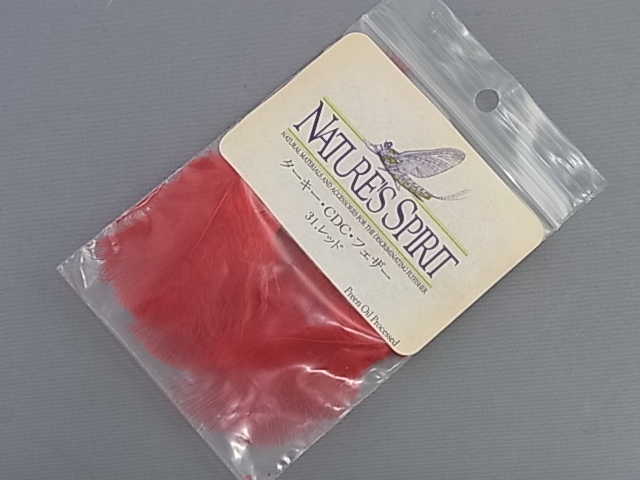 NATURE'S SPIRIT
NATURAL MATERIALS AND ACCESSORIES FOR THE DISCRIMINATING FLYFISHER
ターキー・CDC・フェザー
31.レッド
Preen Oil Processed